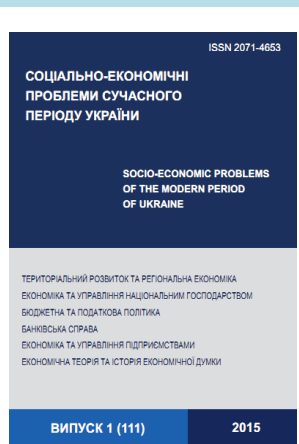 ISSN 2071-4653
СОЦІАЛЬНО-ЕКОНОМІЧНІ
ПРОБЛЕМИ СУЧАСНОГО
ПЕРІОДУ УКРАЇНИ
SOCIO-ECONOMIC PROBLEMS
OF THE MODERN PERIOD
OF UKRAINE
ТЕРИТОРІАЛЬНИЙ РОЗВИТОК ТА РЕГІОНАЛЬНА ЕКОНОМІКА
ЕКОНОМІКА ТА УПРАВЛІННЯ НАЦІОНАЛЬНИМ ГОСПОДАРСТВОМ
БЮДЖЕТНА ТА ПОДАТКОВА ПОЛІТИКА
БАНКІВСЬКА СПРАВА
ЕКОНОМІКА ТА УПРАВЛІННЯ ПІДПРИЄМСТВАМИ
ЕКОНОМІЧНА ТЕОРІЯ ТА ІСТОРІЯ ЕКОНОМІЧНОЇ ДУМКИ
ВИПУСК 1 (111)
2015